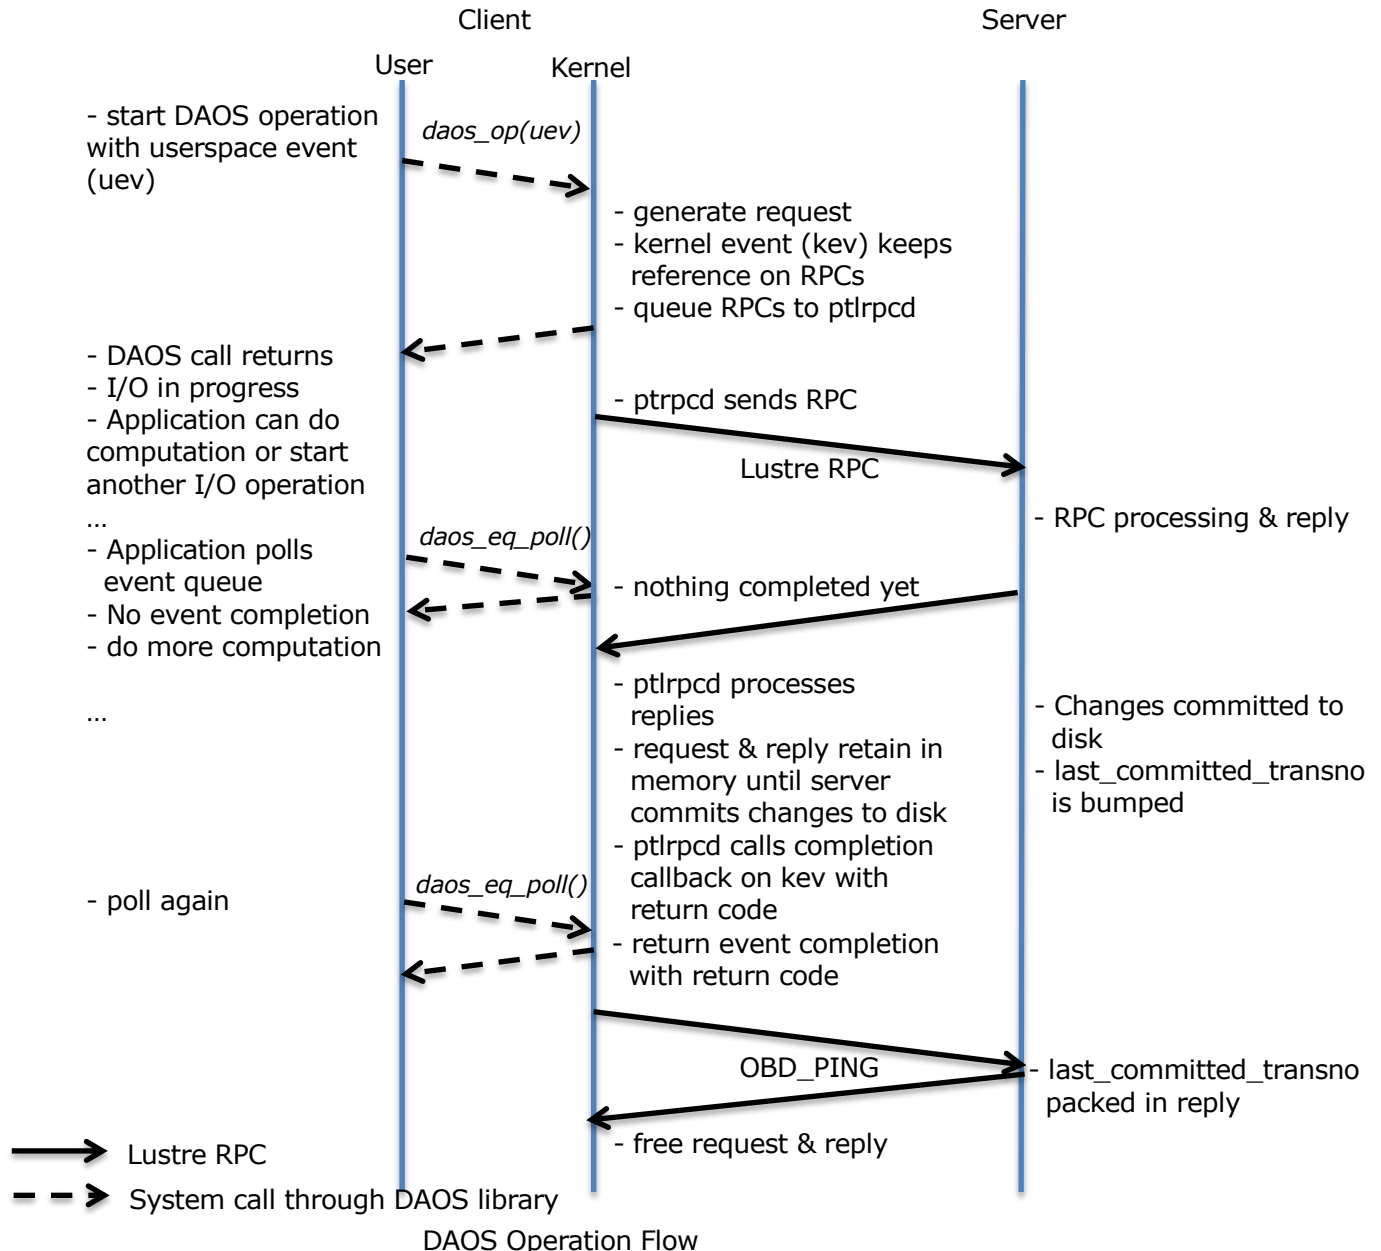 Client
Server
User
Kernel
- start DAOS operation
with userspace event
(uev)
daos_op(uev)
- generate request
- kernel event (kev) keeps
reference on RPCs
- queue RPCs to ptlrpcd
- DAOS call returns
- I/O in progress
- Application can do
computation or start
another I/O operation
...
- ptrpcd sends RPC
Lustre RPC
- RPC processing & reply
- Application polls
event queue
- No event completion
- do more computation
daos_eq_poll()
- nothing completed yet
...
- ptlrpcd processes
replies
- request & reply retain in
memory until server
commits changes to disk
- ptlrpcd calls completion
callback on kev with
return code
- return event completion
with return code
- Changes committed to
disk
- last_committed_transno
is bumped
- poll again
daos_eq_poll()
OBD_PING
- last_committed_transno
packed in reply
- free request & reply
Lustre RPC
System call through DAOS library
DAOS Operation Flow